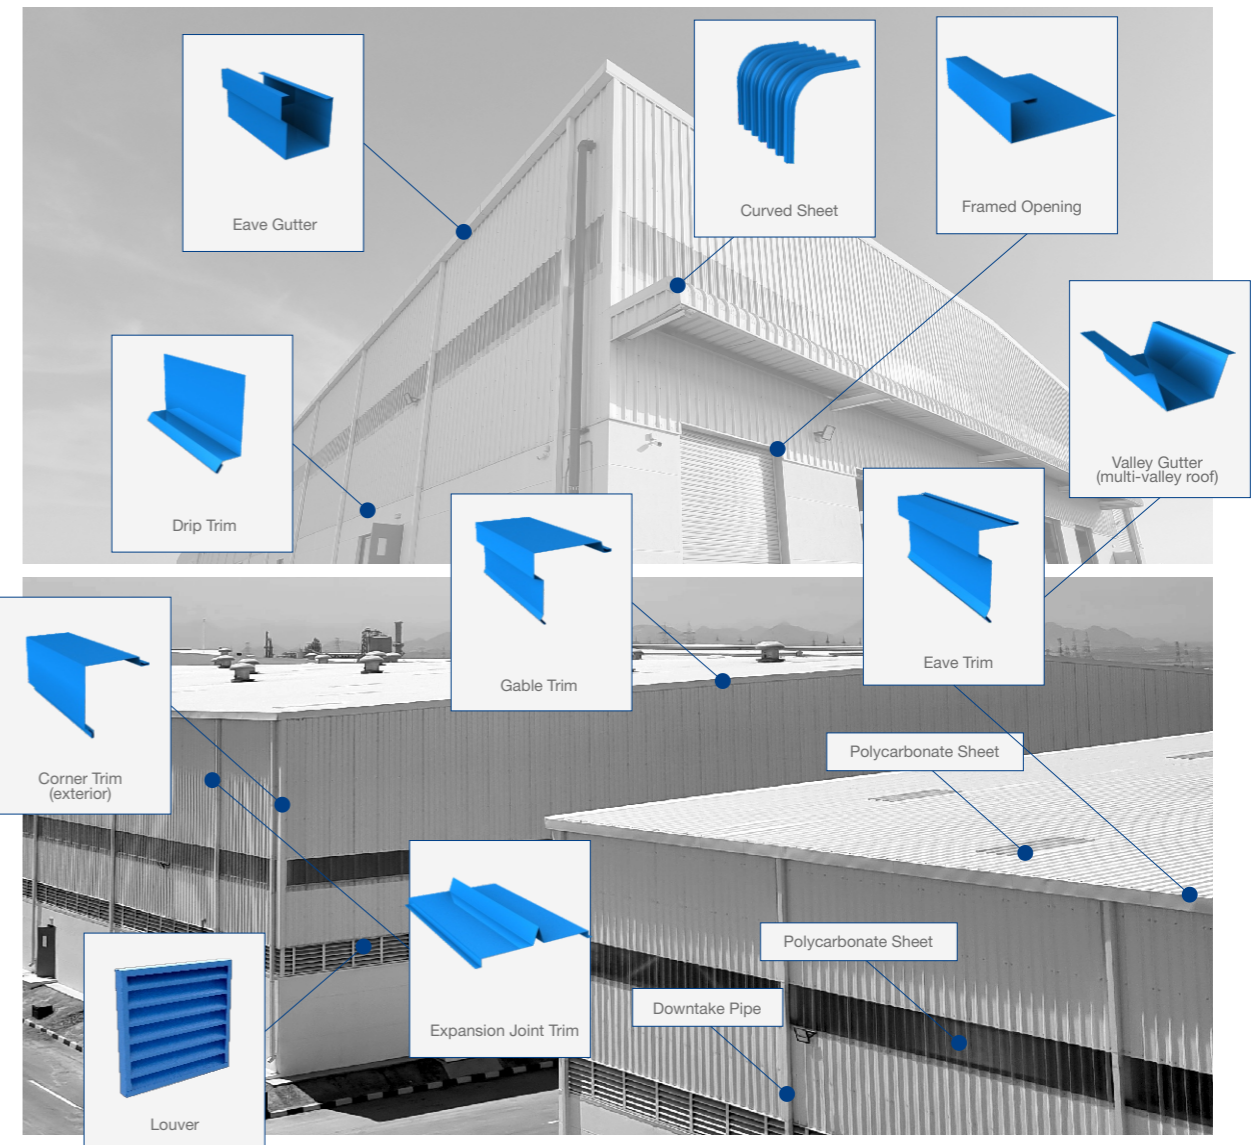 Eave Gutter
Curved Sheet
Framed Opening
Drip Trim
Valley Gutter
(multi-valley roof)
Gable Trim
Eave Trim
Corner Trim
(exterior)
Polycarbonate Sheet
Polycarbonate Sheet
Downtake Pipe
Expansion Joint Trim
Louver